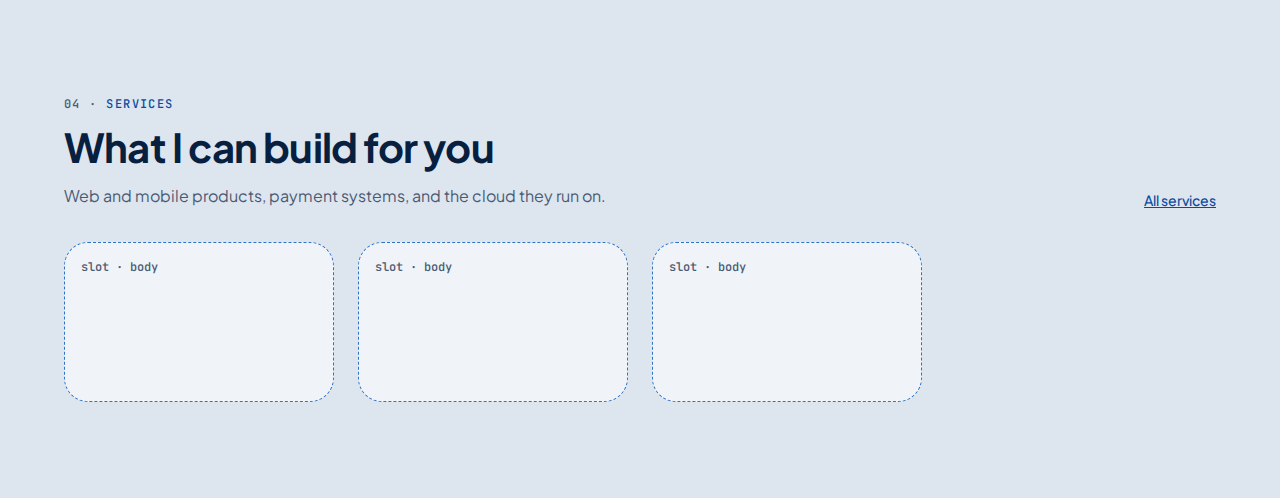 04 · SERVICES
What I can build for you
Web and mobile products, payment systems, and the cloud they run on.
All services
slot · body
slot · body
slot · body